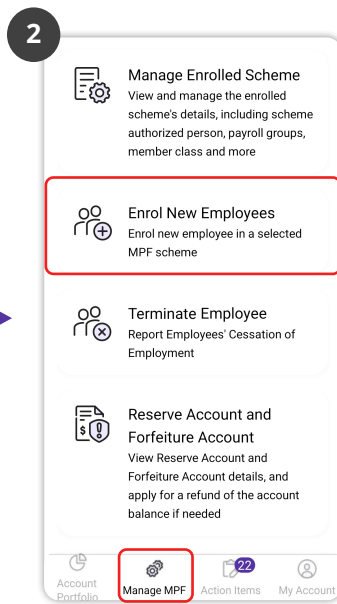 2
Manage Enrolled Scheme
View and manage the enrolled
scheme's details, including scheme
authorized person, payroll groups,
member class and more
Enrol New Employees
Enrol new employee in a selected
MPF scheme
Terminate Employee
Report Employees' Cessation of
Employment
$
Reserve Account and
Forfeiture Account
View Reserve Account and
Forfeiture Account details, and
apply for a refund of the account
balance if needed
22
Account
Portfolio
Manage MPF
Action Items
My Account